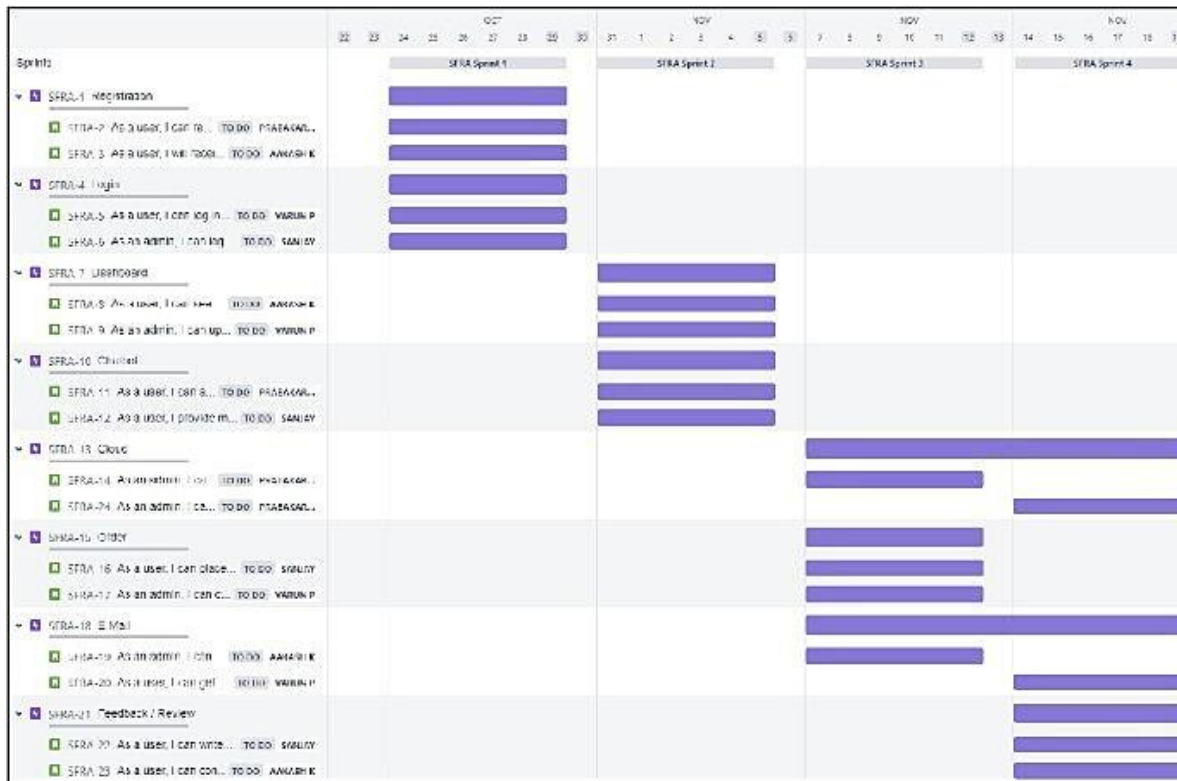 OCT NOV NOV NOV
22 23 24 25 26 27 28 29 30 31 1 2 3 4 5 6 7 8 9 10 11 12 13 14 15 16 17 18
Sprints SFRA Sprint 1 SFRA Sprint 2 SFRA Sprint 3 SFRA Sprint 4
SFRA-1 Registration
SFRA-2 As a user, I can re... TO DO PRABAKAR...
SFRA-3 As a user, I will recei... TO DO AAKASH K
SFRA-4 Login
SFRA-5 As a user, I can log in... TO DO VARUN P
SFRA-6 As an admin, I can log TO DO SANJAY
SFRA-7 Dashboard
SFRA-8 As a user, I can see TO DO AAKASH K
SFRA-9 As an admin, I can up... TO DO VARUN P
SFRA-10 Chatbot
SFRA-11 As a user, I can a... TO DO PRABAKAR...
SFRA-12 As a user, I provide m... TO DO SANJAY
SFRA-13 Cloud
SFRA-14 As an admin, I ca... TO DO PRABAKAR...
SFRA-24 As an admin, I ca... TO DO PRABAKAR...
SFRA-15 Order
SFRA-16 As a user, I can place... TO DO SANJAY
SFRA-17 As an admin, I can c... TO DO VARUN P
SFRA-18 E Mail
SFRA-19 As an admin, I can TO DO AAKASH K
SFRA-20 As a user, I can get TO DO VARUN P
SFRA-21 Feedback / Review
SFRA-22 As a user, I can write... TO DO SANJAY
SFRA-23 As a user, I can con... TO DO AAKASH K